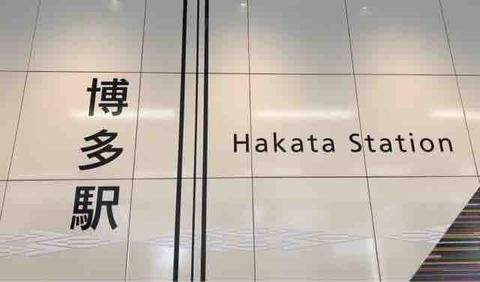 博多駅
Hakata Station